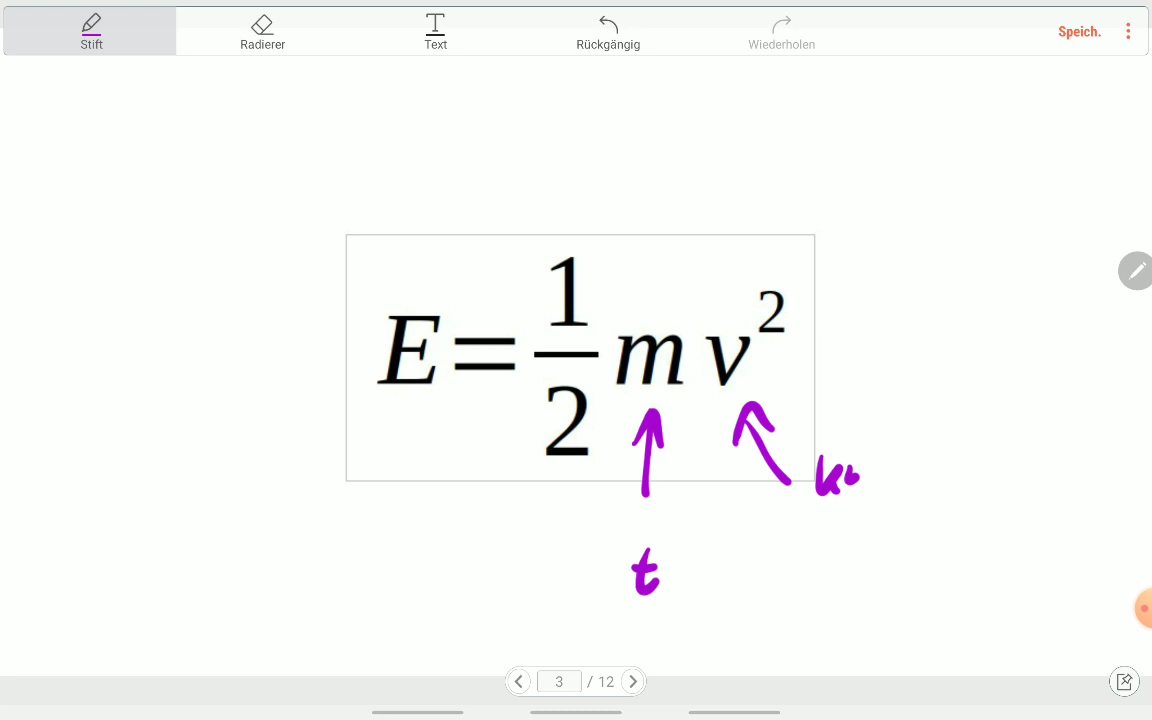 Stift Radierer Text Rückgängig Wiederholen Speich.
E = 1/2 m v²
t
3 / 12